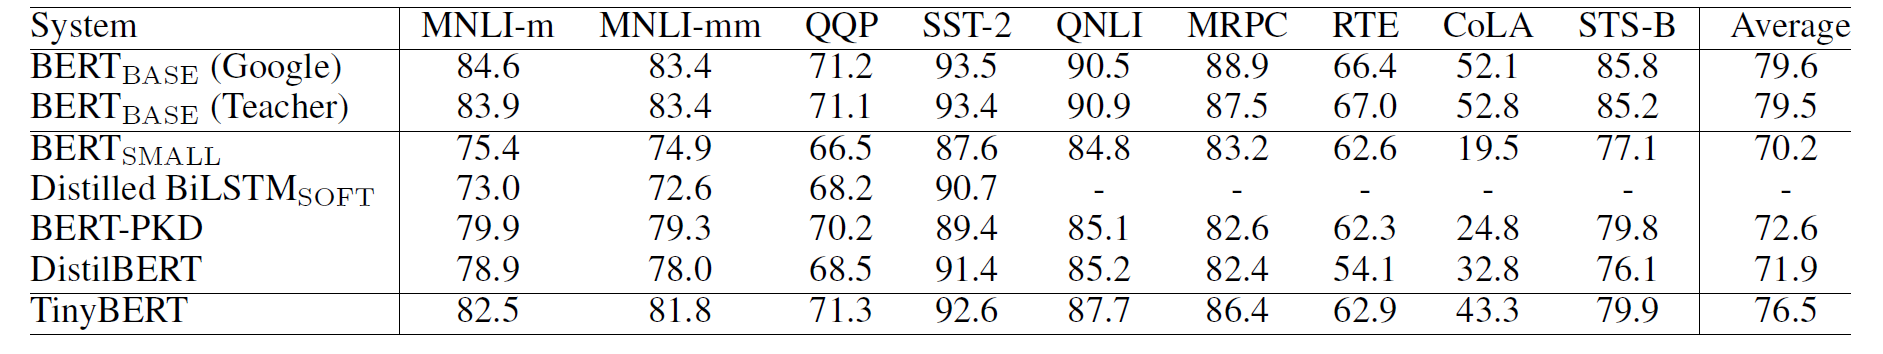 System MNLI-m MNLI-mm QQP SST-2 QNLI MRPC RTE CoLA STS-B Average
BERTBASE (Google) 84.6 83.4 71.2 93.5 90.5 88.9 66.4 52.1 85.8 79.6
BERTBASE (Teacher) 83.9 83.4 71.1 93.4 90.9 87.5 67.0 52.8 85.2 79.5
BERTSMALL 75.4 74.9 66.5 87.6 84.8 83.2 62.6 19.5 77.1 70.2
Distilled BiLSTMSOFT 73.0 72.6 68.2 90.7 - - - - - -
BERT-PKD 79.9 79.3 70.2 89.4 85.1 82.6 62.3 24.8 79.8 72.6
DistilBERT 78.9 78.0 68.5 91.4 85.2 82.4 54.1 32.8 76.1 71.9
TinyBERT 82.5 81.8 71.3 92.6 87.7 86.4 62.9 43.3 79.9 76.5